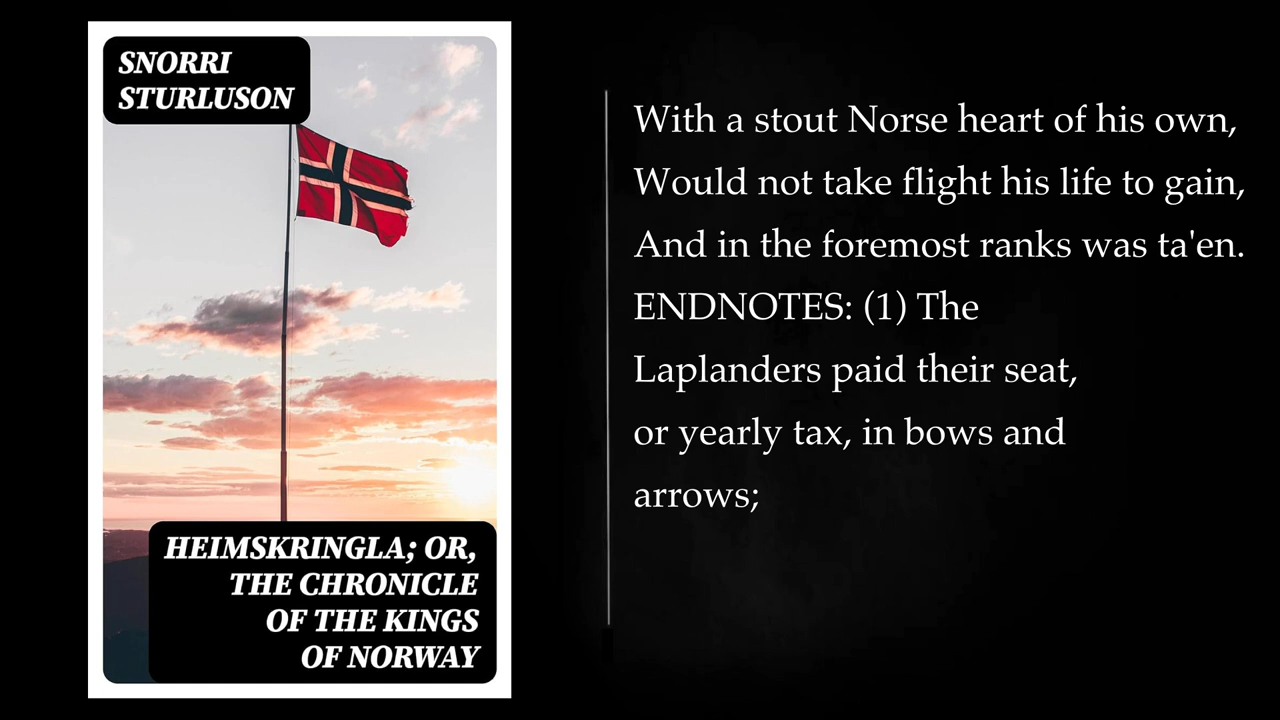 SNORRI
STURLUSON
HEIMSKRINGLA; OR,
THE CHRONICLE
OF THE KINGS
OF NORWAY
With a stout Norse heart of his own,
Would not take flight his life to gain,
And in the foremost ranks was ta'en.
ENDNOTES: (1) The
Laplanders paid their seat,
or yearly tax, in bows and
arrows;